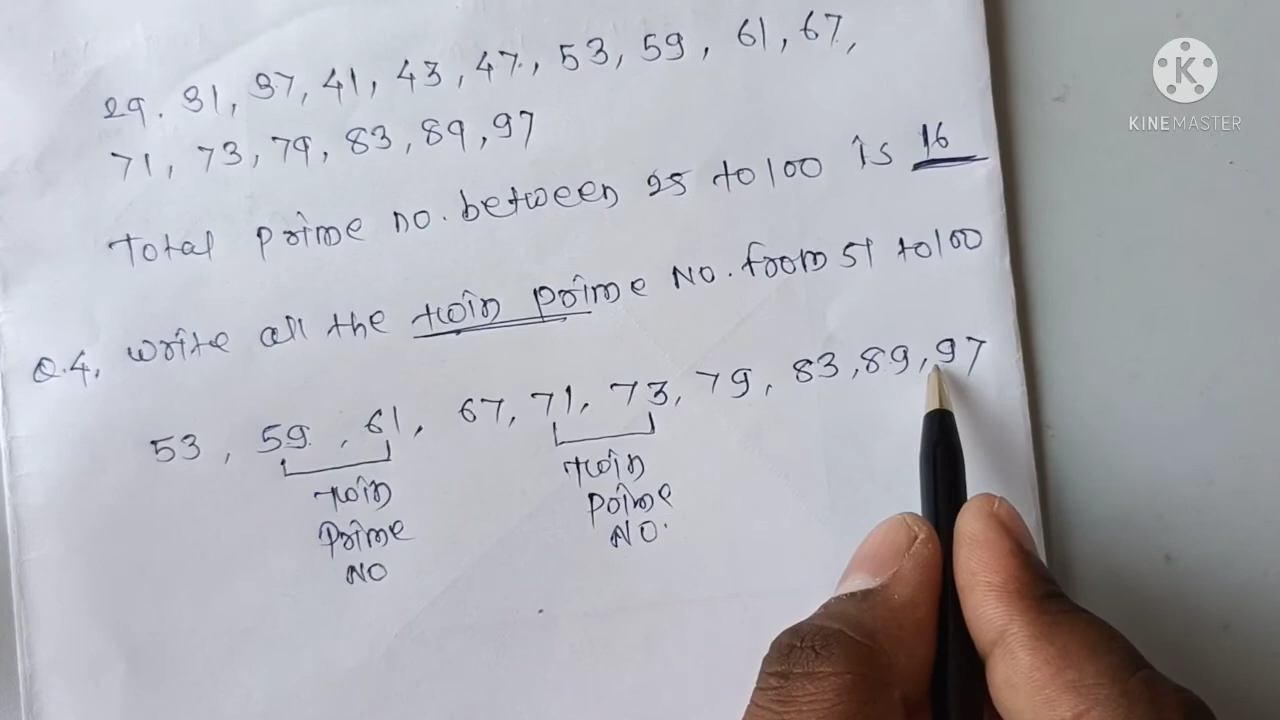 29. 31, 37, 41, 43, 47, 53, 59, 61, 67,
71, 73, 79, 83, 89, 97
Total prime no. between 25 to 100 is 16
Q.4, write all the twin prime No. from 51 to 100
53, 59, 61, 67, 71, 73, 79, 83, 89, 97
twin
Prime
NO
twin
Prime
NO.
K
KINEMASTER